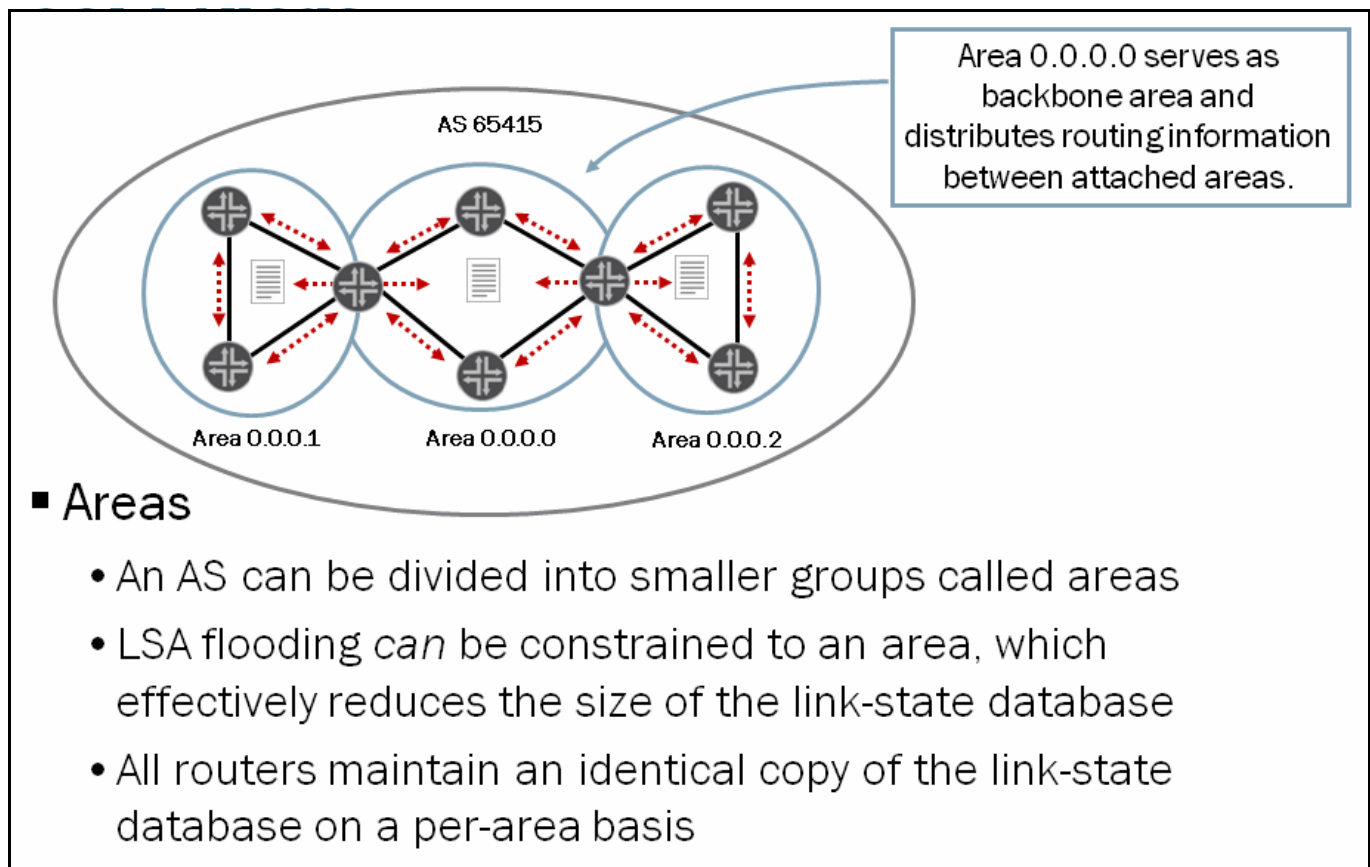 Area 0.0.0.0 serves as
backbone area and
distributes routing information
between attached areas.
AS 65415
Area 0.0.0.1
Area 0.0.0.0
Area 0.0.0.2
▪ Areas
• An AS can be divided into smaller groups called areas
• LSA flooding can be constrained to an area, which
effectively reduces the size of the link-state database
• All routers maintain an identical copy of the link-state
database on a per-area basis